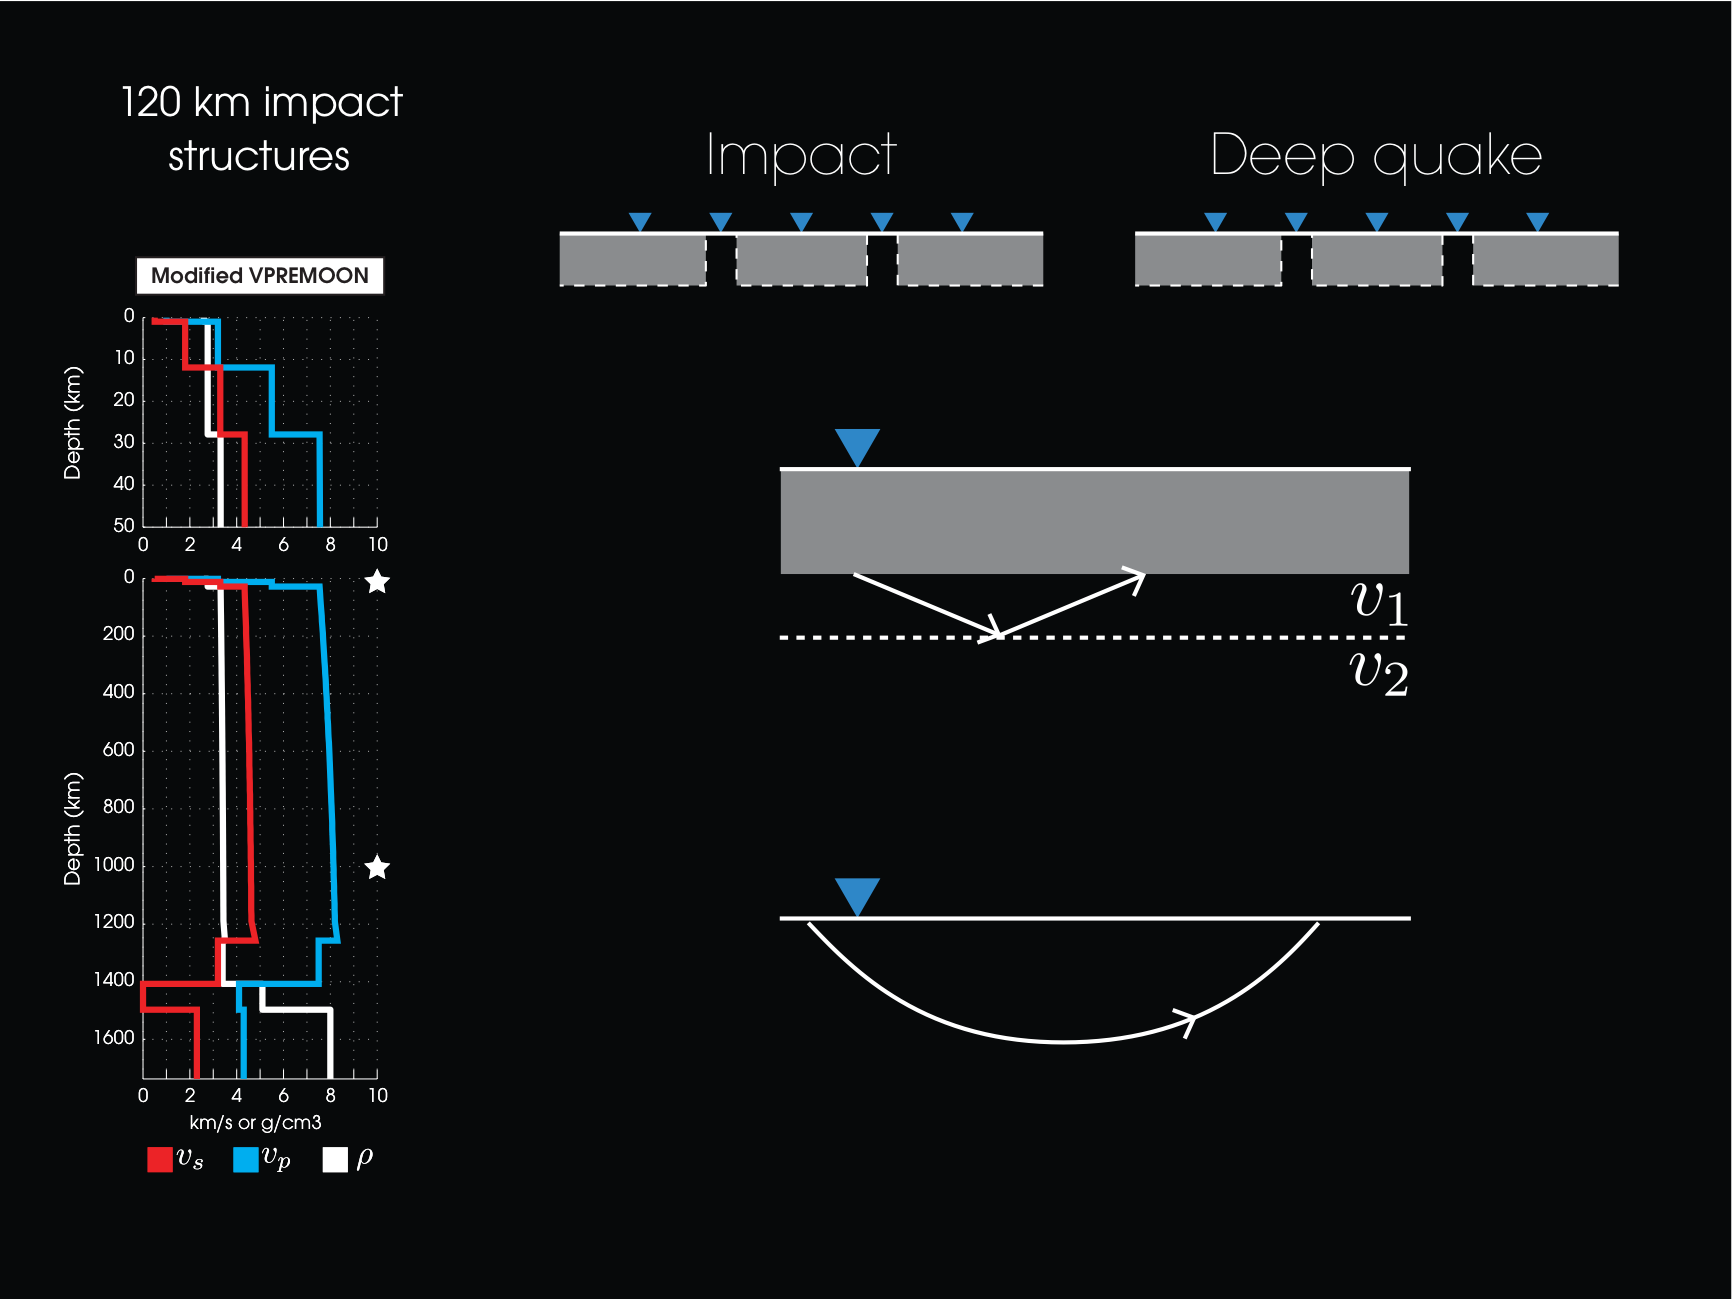 120 km impact
structures
Impact
Deep quake
Modified VPREMOON
Depth (km)
0
10
20
30
40
50
0 2 4 6 8 10
Depth (km)
0
200
400
600
800
1000
1200
1400
1600
0 2 4 6 8 10
km/s or g/cm3
v_s v_p ρ
v_1
v_2